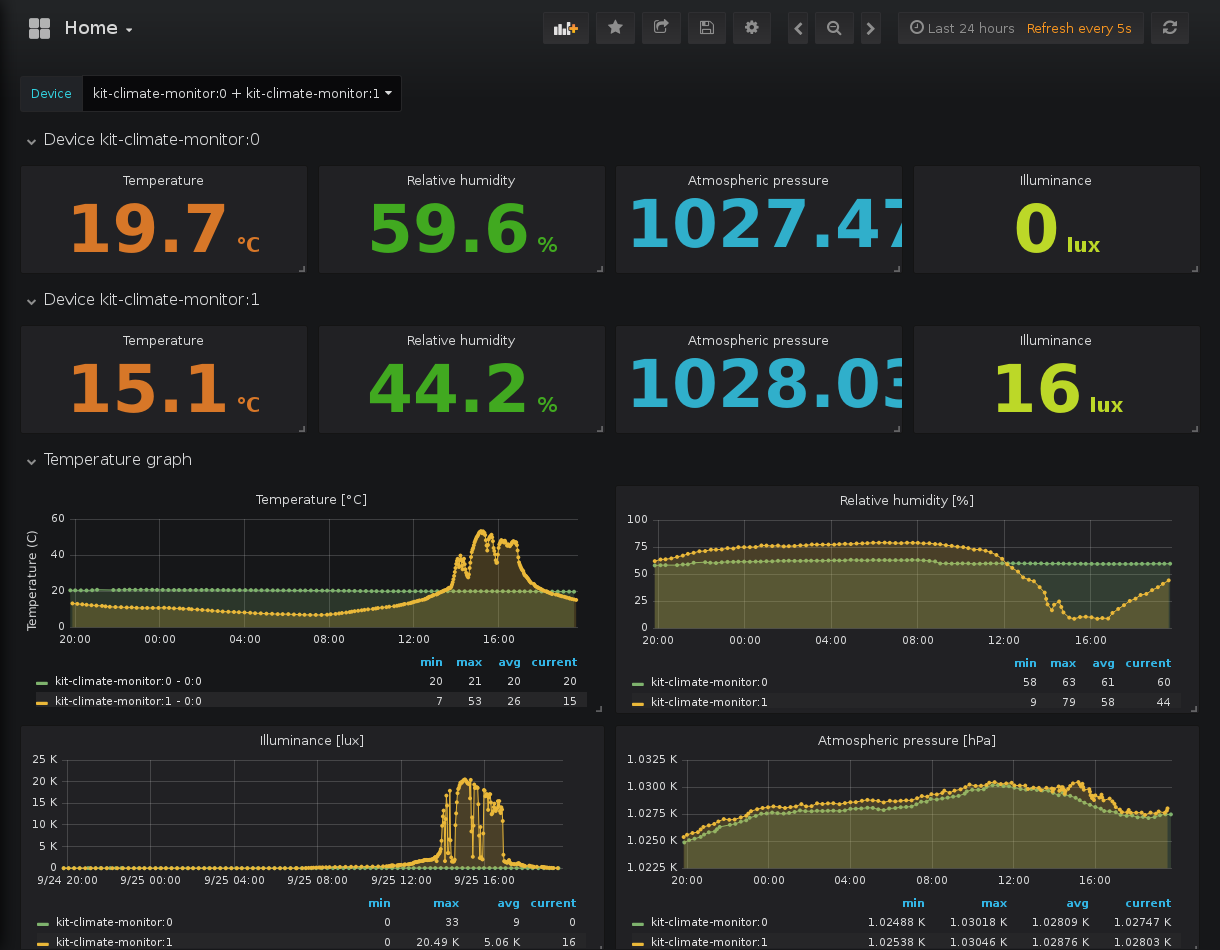 Home
Last 24 hours Refresh every 5s
Device kit-climate-monitor:0 + kit-climate-monitor:1
Device kit-climate-monitor:0
Temperature Relative humidity Atmospheric pressure Illuminance
19.7 °C 59.6 % 1027.47 0 lux
Device kit-climate-monitor:1
Temperature Relative humidity Atmospheric pressure Illuminance
15.1 °C 44.2 % 1028.03 16 lux
Temperature graph
Temperature [°C]
Temperature (C)
60
40
20
0
20:00 00:00 04:00 08:00 12:00 16:00
min max avg current
kit-climate-monitor:0 - 0:0 20 21 20 20
kit-climate-monitor:1 - 0:0 7 53 26 15
Relative humidity [%]
100
75
50
25
0
20:00 00:00 04:00 08:00 12:00 16:00
min max avg current
kit-climate-monitor:0 58 63 61 60
kit-climate-monitor:1 9 79 58 44
Illuminance [lux]
25 K
20 K
15 K
10 K
5 K
0
9/24 20:00 9/25 00:00 9/25 04:00 9/25 08:00 9/25 12:00 9/25 16:00
min max avg current
kit-climate-monitor:0 0 33 9 0
kit-climate-monitor:1 0 20.49 K 5.06 K 16
Atmospheric pressure [hPa]
1.0325 K
1.0300 K
1.0275 K
1.0250 K
1.0225 K
20:00 00:00 04:00 08:00 12:00 16:00
min max avg current
kit-climate-monitor:0 1.02488 K 1.03018 K 1.02809 K 1.02747 K
kit-climate-monitor:1 1.02538 K 1.03046 K 1.02876 K 1.02803 K